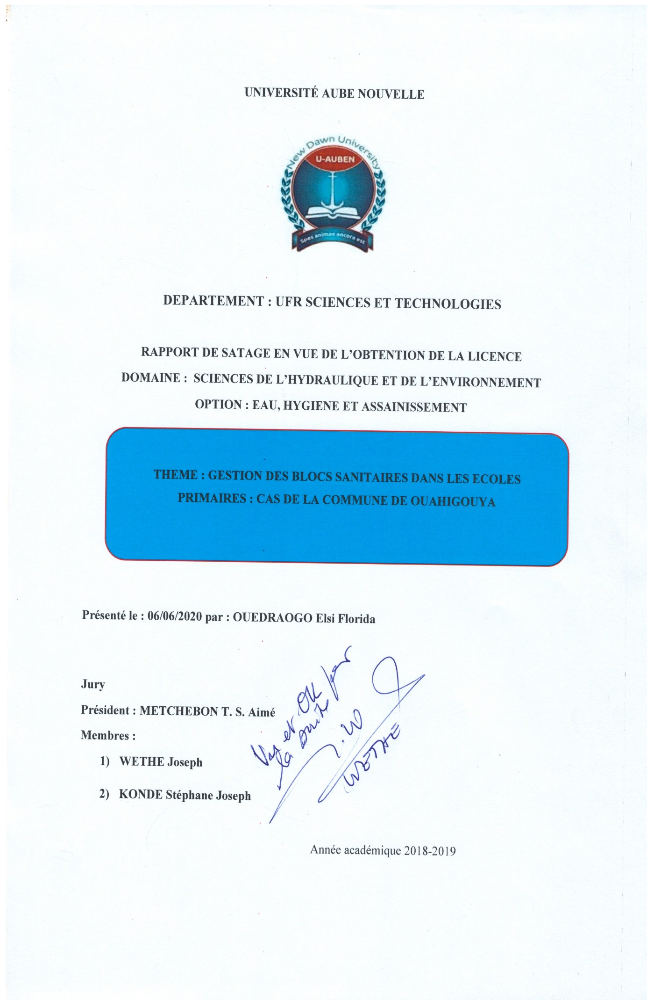 UNIVERSITÉ AUBE NOUVELLE
New Dawn University
U-AUBEN
Spes animae ancora est
DEPARTEMENT : UFR SCIENCES ET TECHNOLOGIES
RAPPORT DE SATAGE EN VUE DE L’OBTENTION DE LA LICENCE
DOMAINE : SCIENCES DE L’HYDRAULIQUE ET DE L’ENVIRONNEMENT
OPTION : EAU, HYGIENE ET ASSAINISSEMENT
THEME : GESTION DES BLOCS SANITAIRES DANS LES ECOLES
PRIMAIRES : CAS DE LA COMMUNE DE OUAHIGOUYA
Présenté le : 06/06/2020 par : OUEDRAOGO Elsi Florida
Jury
Président : METCHEBON T. S. Aimé
Membres :
1) WETHE Joseph
2) KONDE Stéphane Joseph
Vu et OK pour
la suite
WETHE
Année académique 2018-2019